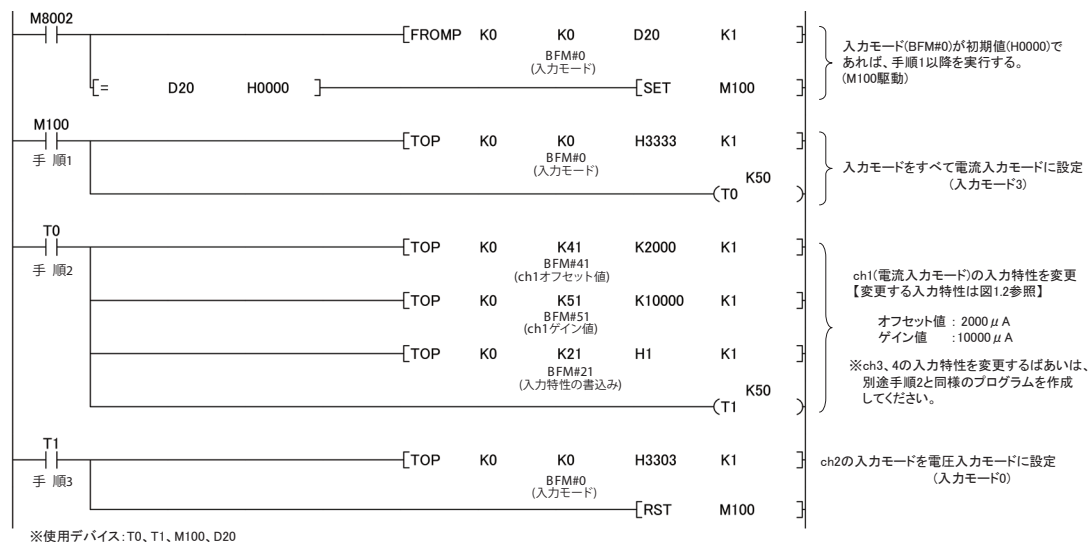 M8002
[FROMP K0 K0 D20 K1 ]
BFM#0
(入力モード)
[= D20 H0000 ] [SET M100 ]
入力モード(BFM#0)が初期値(H0000)で
あれば、手順1以降を実行する。
(M100駆動)
M100
手 順1
[TOP K0 K0 H3333 K1 ]
BFM#0
(入力モード)
K50
(T0 )
入力モードをすべて電流入力モードに設定
(入力モード3)
T0
手 順2
[TOP K0 K41 K2000 K1 ]
BFM#41
(ch1オフセット値)
[TOP K0 K51 K10000 K1 ]
BFM#51
(ch1ゲイン値)
[TOP K0 K21 H1 K1 ]
BFM#21
(入力特性の書込み)
K50
(T1 )
ch1(電流入力モード)の入力特性を変更
【変更する入力特性は図1.2参照】
オフセット値 : 2000μA
ゲイン値 :10000μA
※ch3、4の入力特性を変更するばあいは、
別途手順2と同様のプログラムを作成
してください。
T1
手 順3
[TOP K0 K0 H3303 K1 ]
BFM#0
(入力モード)
[RST M100 ]
ch2の入力モードを電圧入力モードに設定
(入力モード0)
※使用デバイス:T0、T1、M100、D20